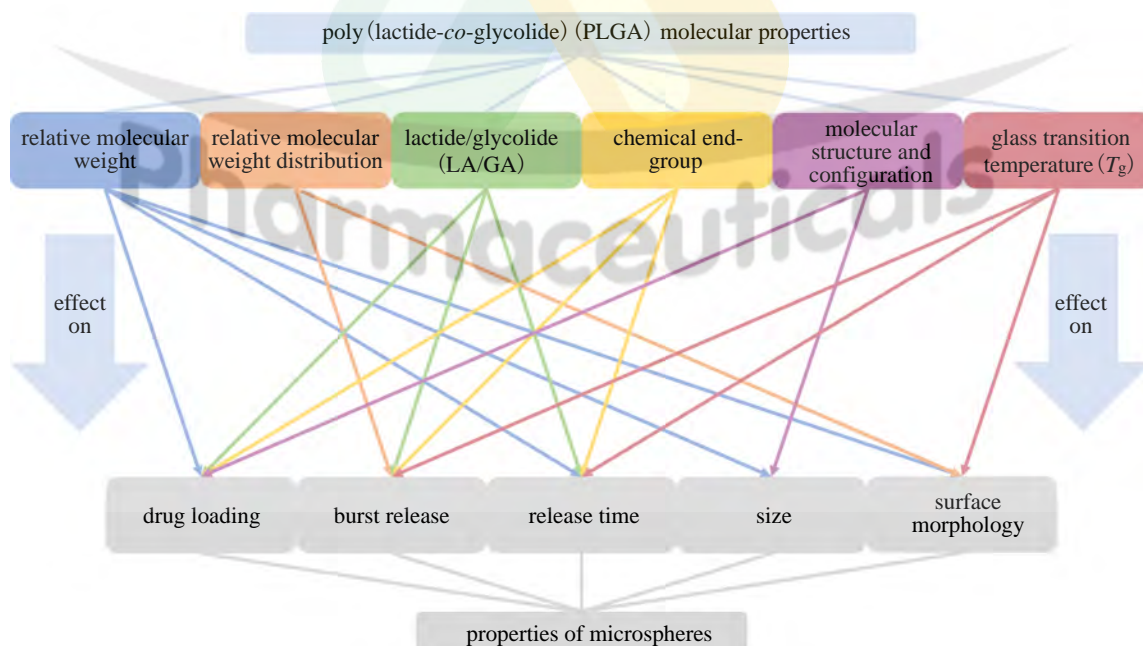 poly (lactide-co-glycolide) (PLGA) molecular properties
relative molecular
weight
relative molecular
weight distribution
lactide/glycolide
(LA/GA)
chemical end-
group
molecular
structure and
configuration
glass transition
temperature (Tg)
Pharmaceuticals
effect
on
effect
on
drug loading
burst release
release time
size
surface
morphology
properties of microspheres